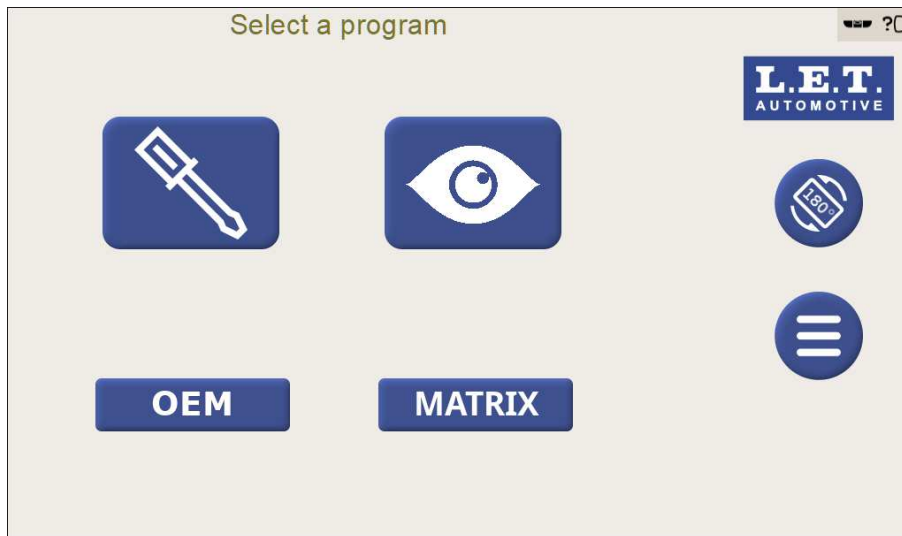 Select a program
?
L.E.T.
AUTOMOTIVE
180°
OEM
MATRIX